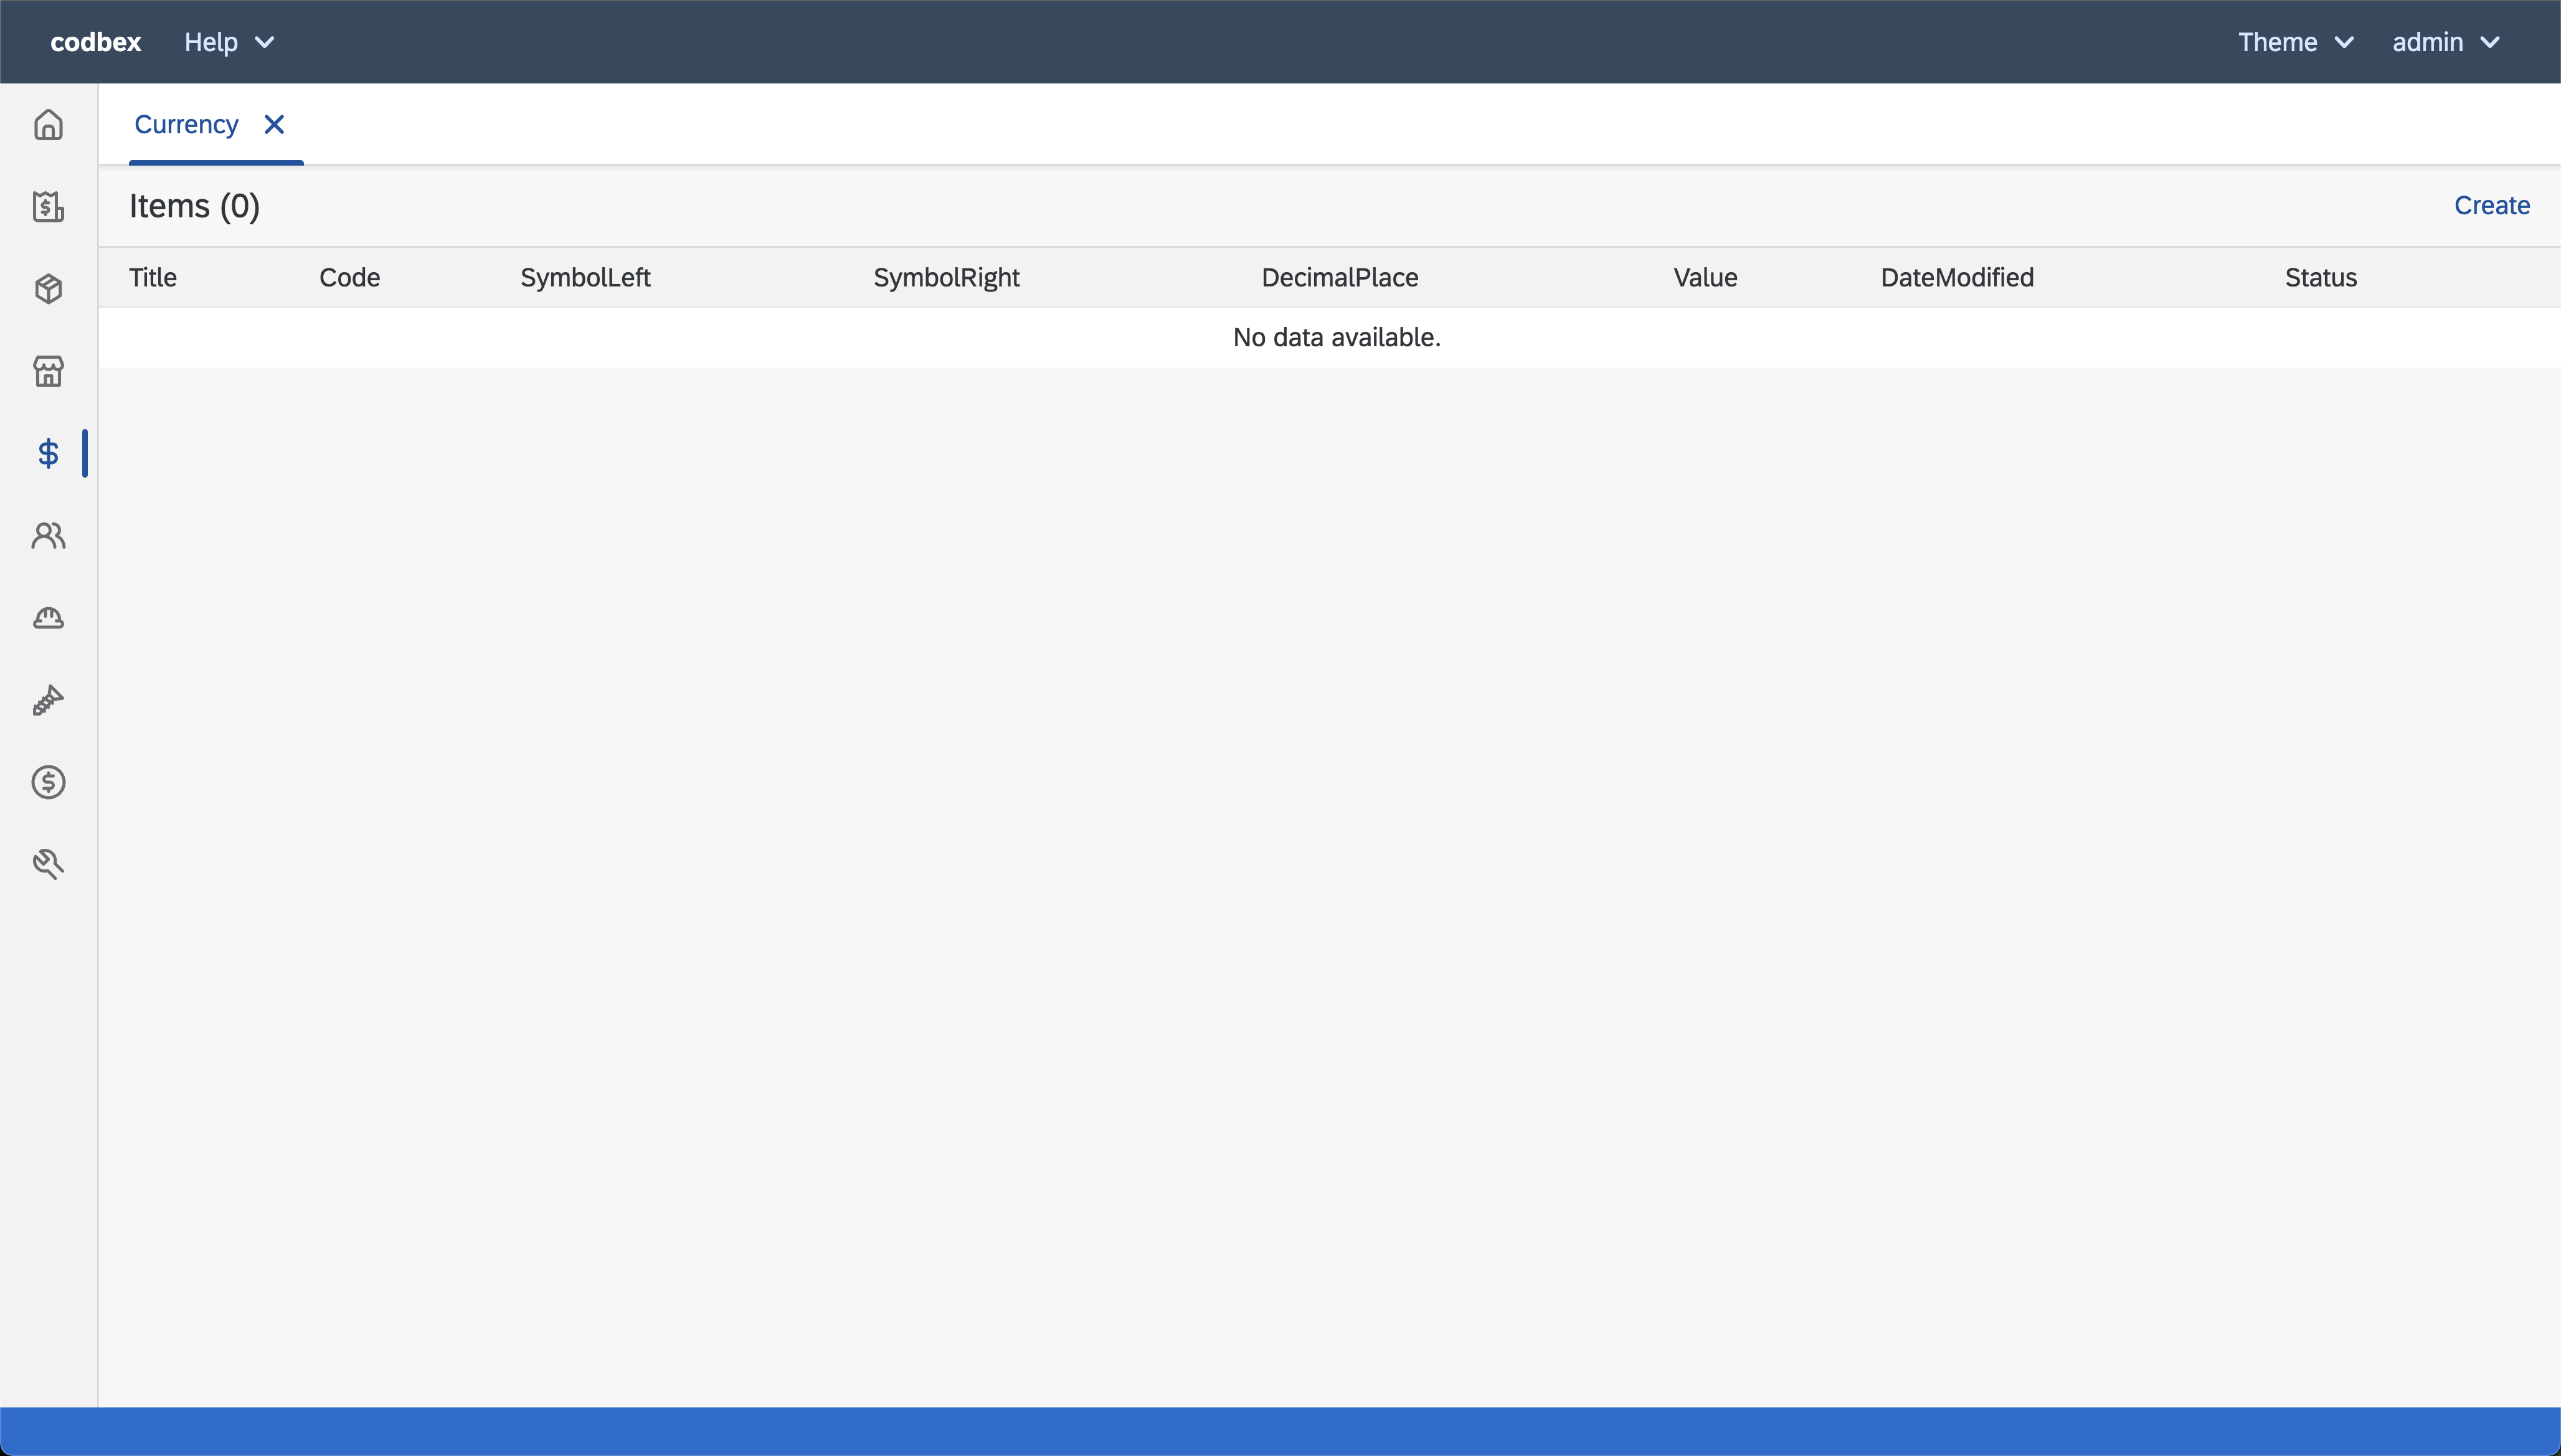 codbex Help Theme admin
Currency
Items (0) Create
Title Code SymbolLeft SymbolRight DecimalPlace Value DateModified Status
No data available.